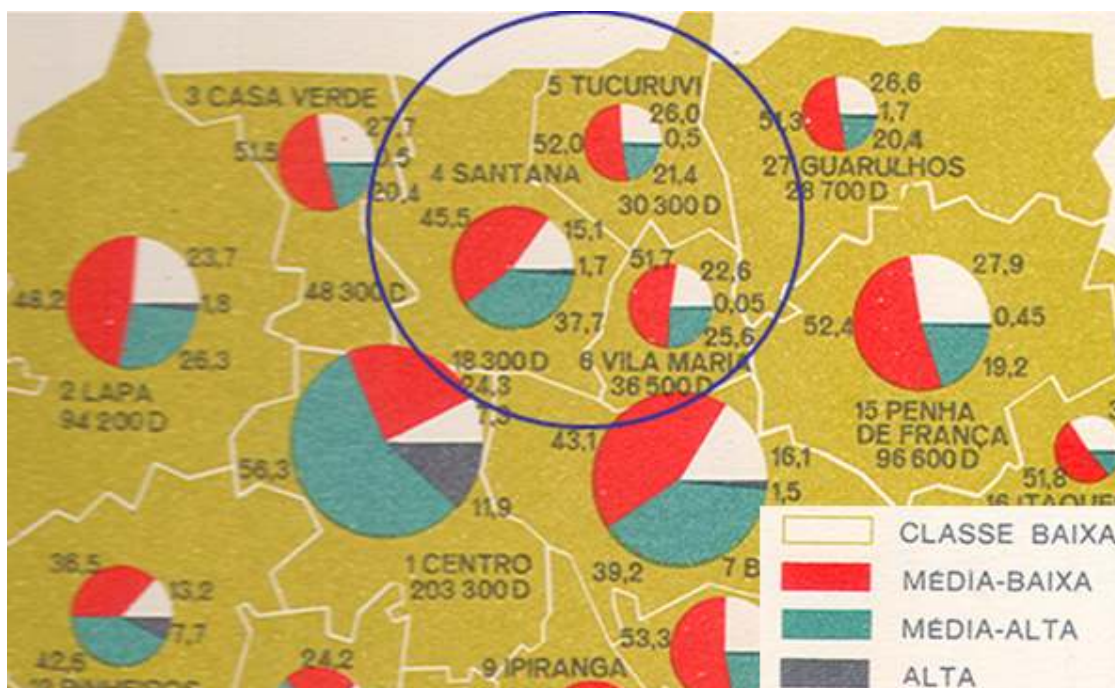 3 CASA VERDE
27,7
51,5
0,5
20,4
48 300 D
5 TUCURUVI
26,0
52,0
0,5
21,4
30 300 D
4 SANTANA
45,5
15,1
1,7
37,7
18 300 D
26,6
51,3
1,7
20,4
27 GUARULHOS
28 700 D
51,7
22,6
0,05
25,6
6 VILA MARIA
36 500 D
23,7
48,2
1,8
26,3
2 LAPA
94 200 D
27,9
52,4
0,45
19,2
15 PENHA
DE FRANÇA
96 600 D
24,3
7,3
56,3
11,9
1 CENTRO
203 300 D
43,1
16,1
1,5
39,2
7 B
51,8
36,5
13,2
7,7
42,6
24,2
9 IPIRANGA
53,3
CLASSE BAIXA
MÉDIA-BAIXA
MÉDIA-ALTA
ALTA